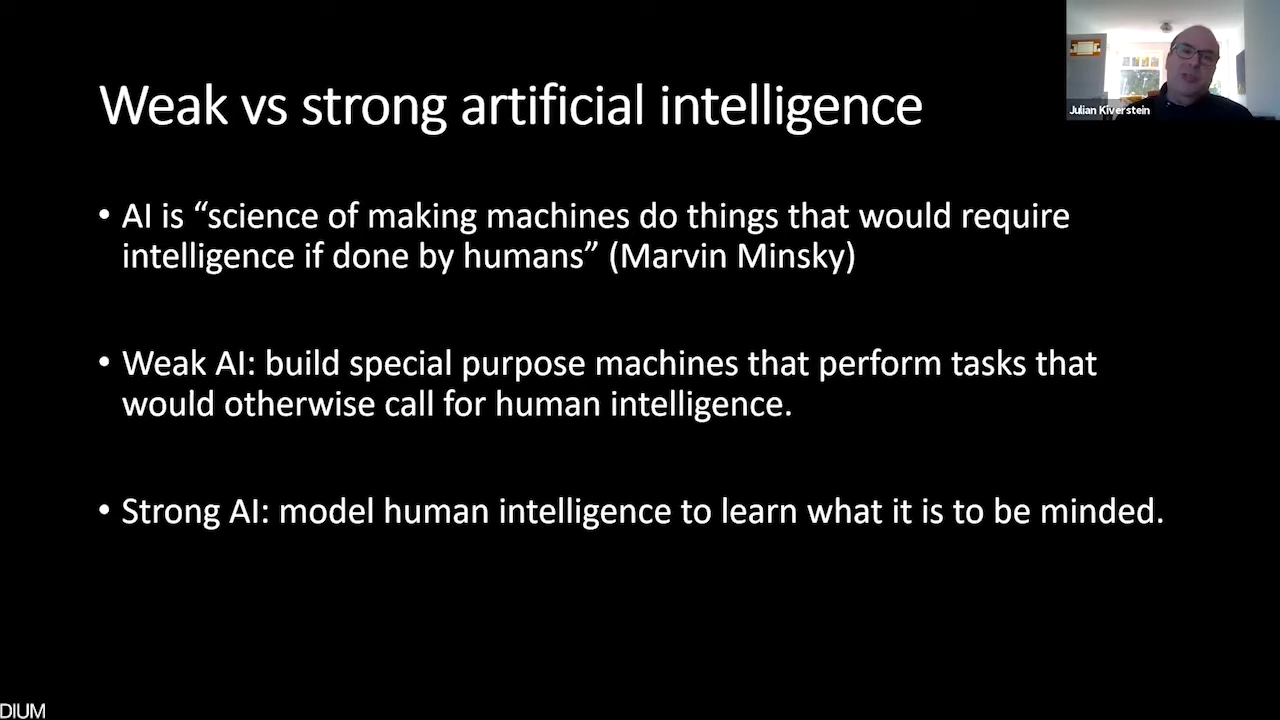 Weak vs strong artificial intelligence
Julian Kiverstein
• AI is “science of making machines do things that would require
intelligence if done by humans” (Marvin Minsky)
• Weak AI: build special purpose machines that perform tasks that
would otherwise call for human intelligence.
• Strong AI: model human intelligence to learn what it is to be minded.
DIUM